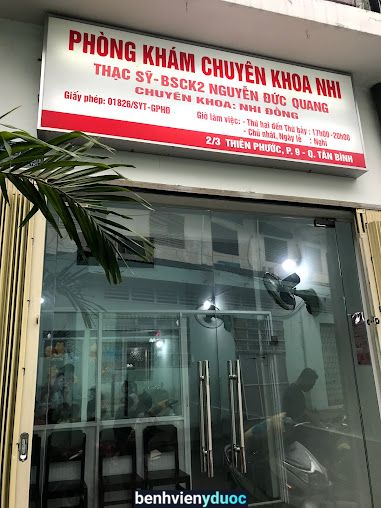 PHÒNG KHÁM CHUYÊN KHOA NHI
THẠC SỸ-BSCK2 NGUYỄN ĐỨC QUANG
CHUYÊN KHOA: NHI ĐỒNG
Giấy phép: 01826/SYT-GPHĐ
Giờ làm việc: - Thứ hai đến Thứ bảy : 17h00-20h00
- Chủ nhật, Ngày lễ : Nghỉ
2/3 THIÊN PHƯỚC, P. 9 - Q. TÂN BÌNH
benhvienyduoc